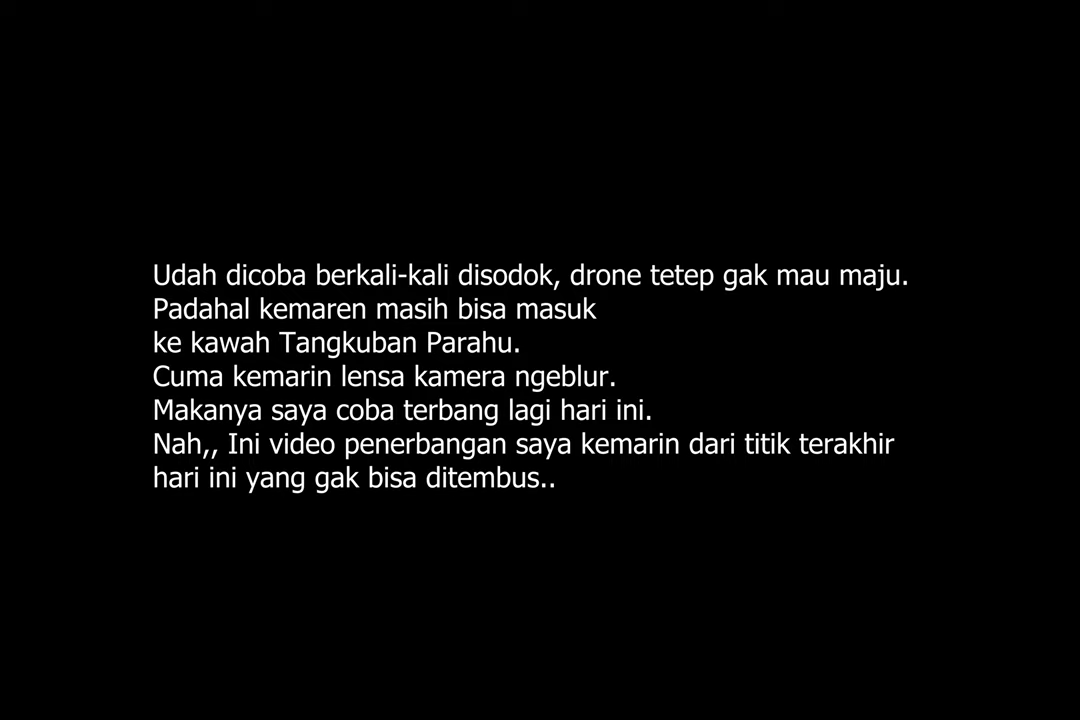 Udah dicoba berkali-kali disodok, drone tetep gak mau maju.
Padahal kemaren masih bisa masuk
ke kawah Tangkuban Parahu.
Cuma kemarin lensa kamera ngeblur.
Makanya saya coba terbang lagi hari ini.
Nah,, Ini video penerbangan saya kemarin dari titik terakhir
hari ini yang gak bisa ditembus..